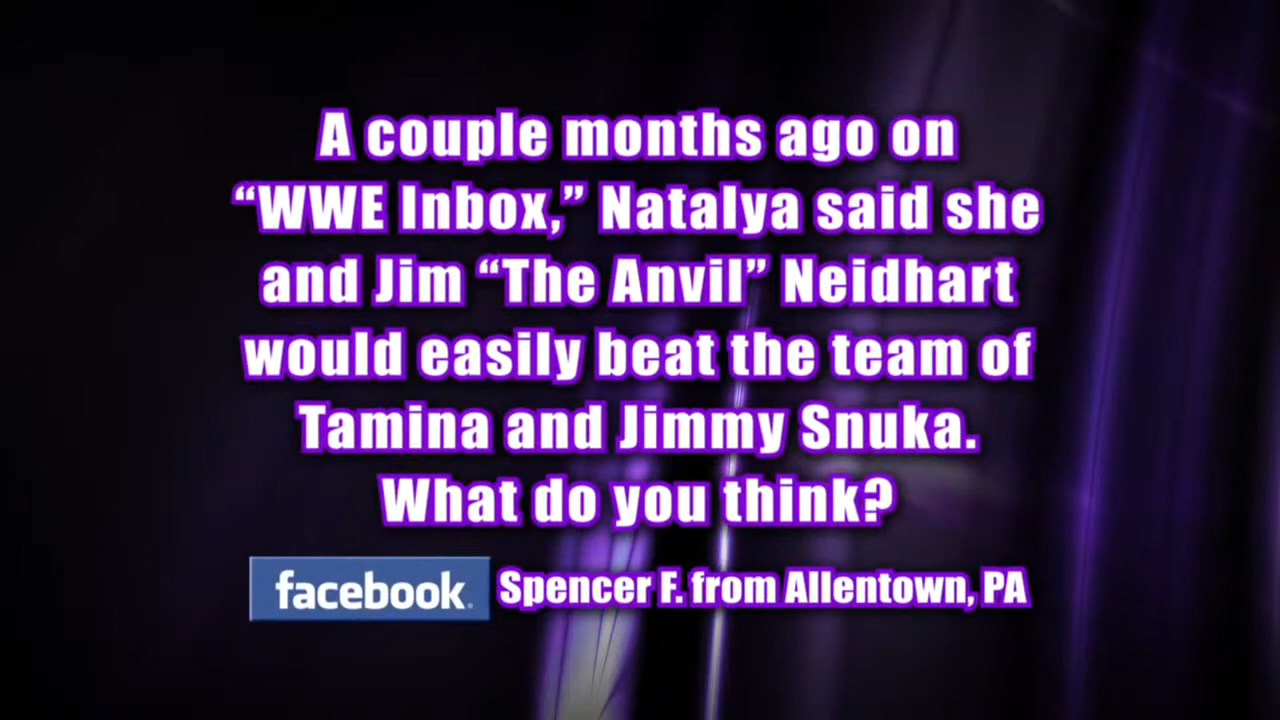 A couple months ago on
“WWE Inbox,” Natalya said she
and Jim “The Anvil” Neidhart
would easily beat the team of
Tamina and Jimmy Snuka.
What do you think?
facebook. Spencer F. from Allentown, PA